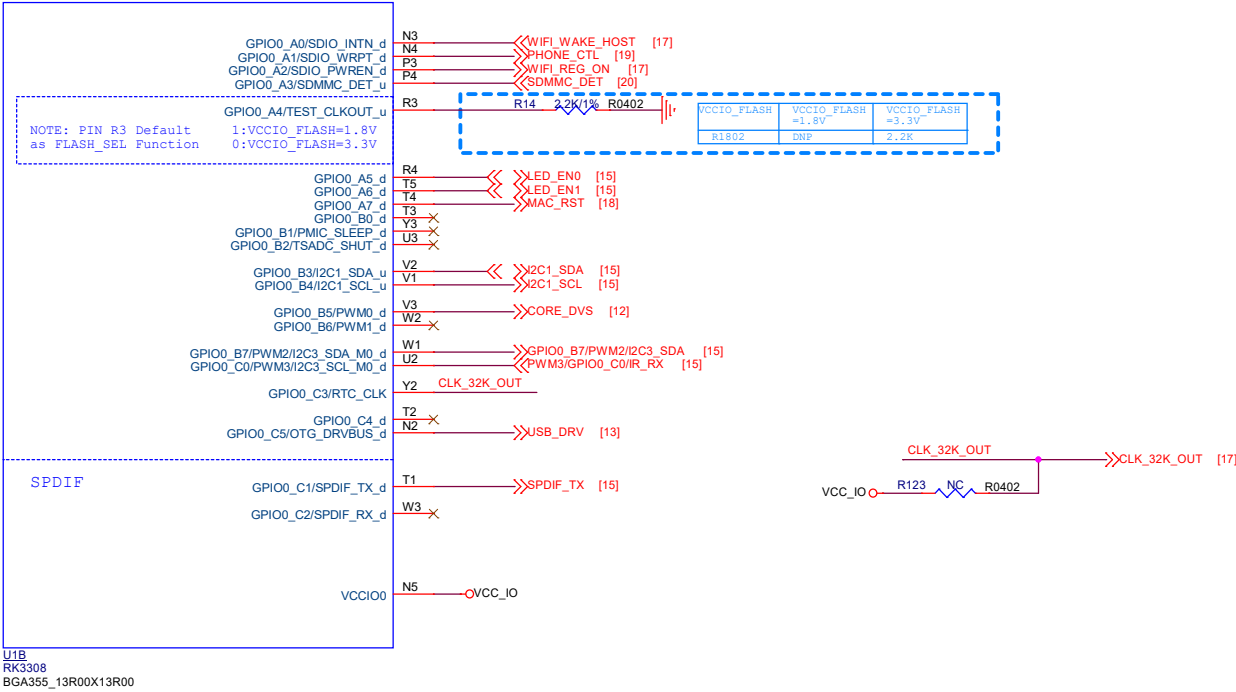 GPIO0_A0/SDIO_INTN_d N3 WIFI_WAKE_HOST [17]
GPIO0_A1/SDIO_WRPT_d N4 PHONE_CTL [19]
GPIO0_A2/SDIO_PWREN_d P3 WIFI_REG_ON [17]
GPIO0_A3/SDMMC_DET_u P4 SDMMC_DET [20]
GPIO0_A4/TEST_CLKOUT_u R3 R14 2.2K/1% R0402
NOTE: PIN R3 Default 1:VCCIO_FLASH=1.8V
as FLASH_SEL Function 0:VCCIO_FLASH=3.3V
VCCIO_FLASH VCCIO_FLASH VCCIO_FLASH
=1.8V =3.3V
R1802 DNP 2.2K
GPIO0_A5_d R4 LED_EN0 [15]
GPIO0_A6_d T5 LED_EN1 [15]
GPIO0_A7_d T4 MAC_RST [18]
GPIO0_B0_d T3
GPIO0_B1/PMIC_SLEEP_d Y3
GPIO0_B2/TSADC_SHUT_d U3
GPIO0_B3/I2C1_SDA_u V2 I2C1_SDA [15]
GPIO0_B4/I2C1_SCL_u V1 I2C1_SCL [15]
GPIO0_B5/PWM0_d V3 CORE_DVS [12]
GPIO0_B6/PWM1_d W2
GPIO0_B7/PWM2/I2C3_SDA_M0_d W1 GPIO0_B7/PWM2/I2C3_SDA [15]
GPIO0_C0/PWM3/I2C3_SCL_M0_d U2 PWM3/GPIO0_C0/IR_RX [15]
GPIO0_C3/RTC_CLK Y2 CLK_32K_OUT
GPIO0_C4_d T2
GPIO0_C5/OTG_DRVBUS_d N2 USB_DRV [13]
CLK_32K_OUT CLK_32K_OUT [17]
VCC_IO R123 NC R0402
SPDIF
GPIO0_C1/SPDIF_TX_d T1 SPDIF_TX [15]
GPIO0_C2/SPDIF_RX_d W3
VCCIO0 N5 VCC_IO
U1B
RK3308
BGA355_13R00X13R00